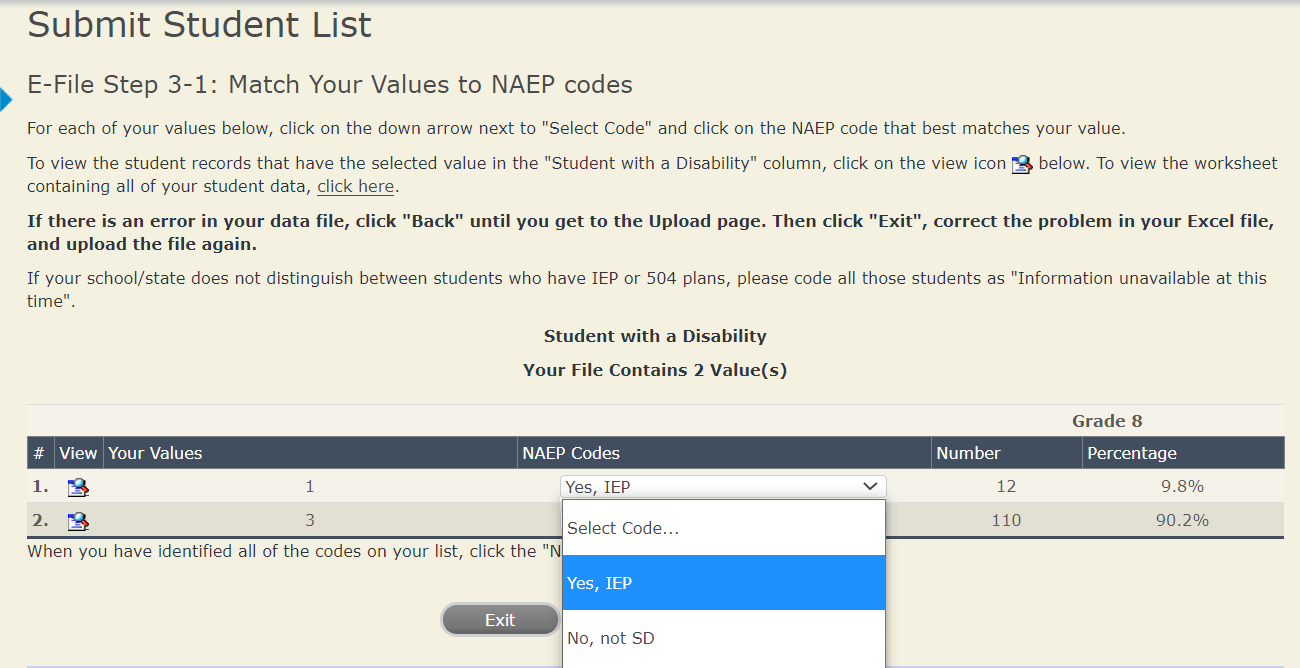 Submit Student List
E-File Step 3-1: Match Your Values to NAEP codes
For each of your values below, click on the down arrow next to "Select Code" and click on the NAEP code that best matches your value.
To view the student records that have the selected value in the "Student with a Disability" column, click on the view icon below. To view the worksheet
containing all of your student data, click here.
If there is an error in your data file, click "Back" until you get to the Upload page. Then click "Exit", correct the problem in your Excel file,
and upload the file again.
If your school/state does not distinguish between students who have IEP or 504 plans, please code all those students as "Information unavailable at this
time".
Student with a Disability
Your File Contains 2 Value(s)
Grade 8
# View Your Values NAEP Codes Number Percentage
1. 1 Yes, IEP 12 9.8%
2. 3 110 90.2%
Select Code...
When you have identified all of the codes on your list, click the "N
Yes, IEP
Exit
No, not SD